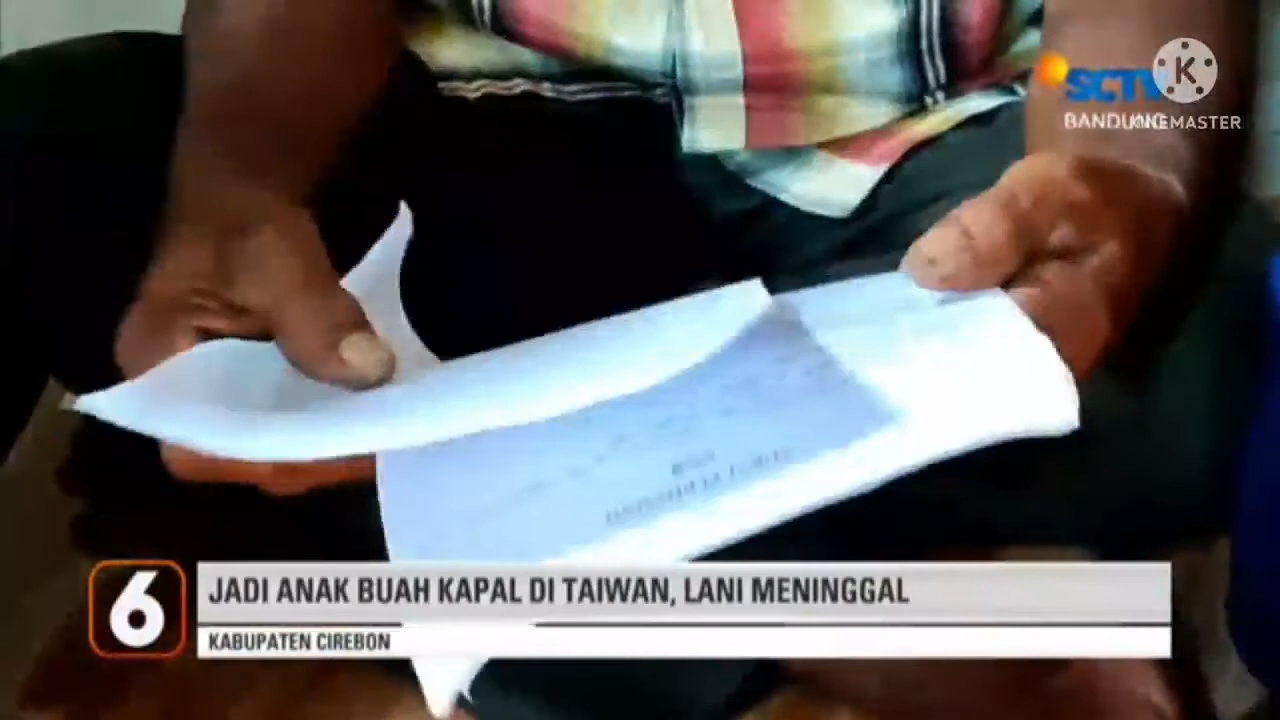 SCTV
BANDUNG
K
KINEMASTER
6
JADI ANAK BUAH KAPAL DI TAIWAN, LANI MENINGGAL
KABUPATEN CIREBON